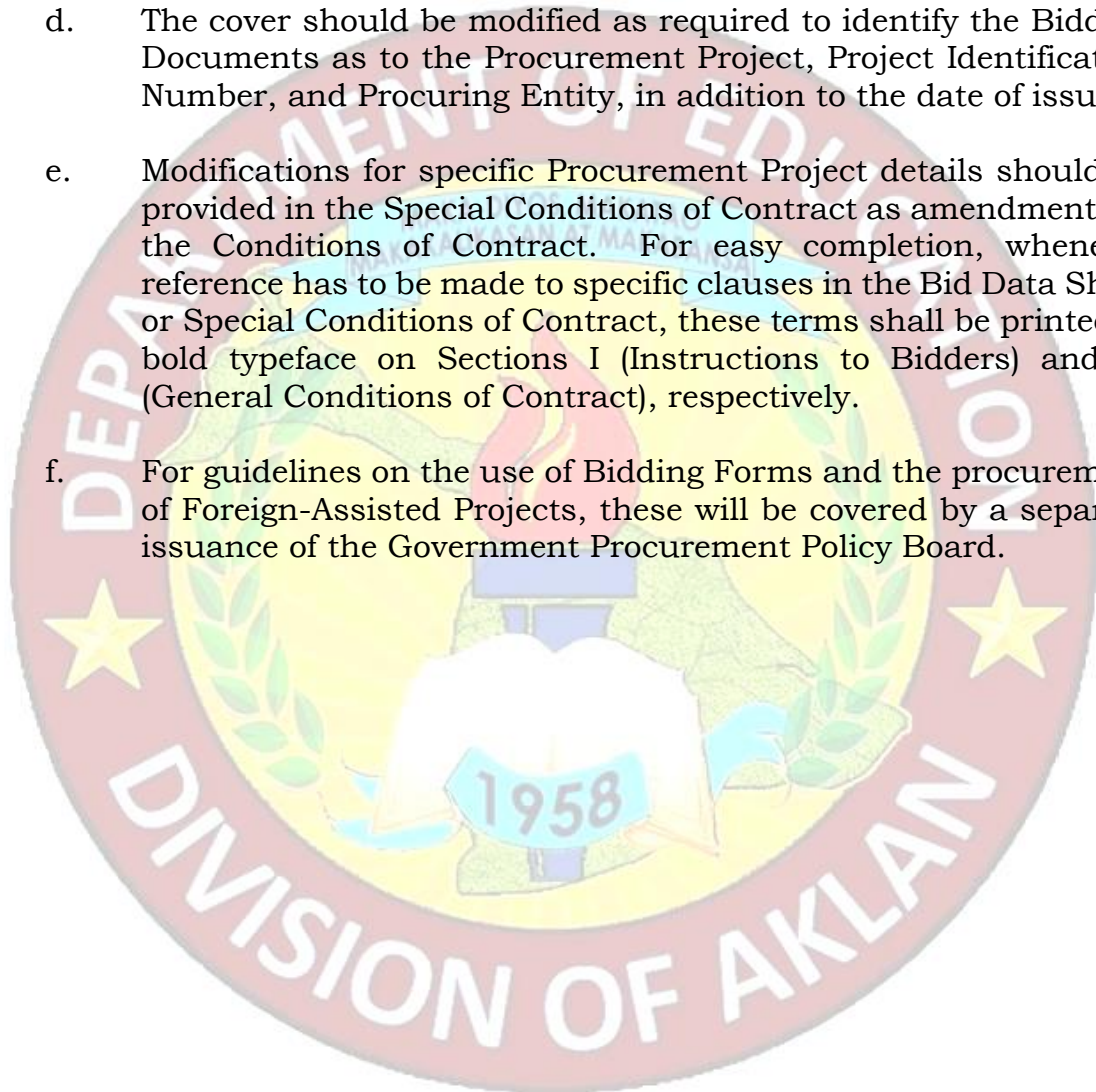 d. The cover should be modified as required to identify the Bidd
Documents as to the Procurement Project, Project Identificat
Number, and Procuring Entity, in addition to the date of issu
e. Modifications for specific Procurement Project details should
provided in the Special Conditions of Contract as amendment
the Conditions of Contract. For easy completion, whene
reference has to be made to specific clauses in the Bid Data Sh
or Special Conditions of Contract, these terms shall be printe
bold typeface on Sections I (Instructions to Bidders) and
(General Conditions of Contract), respectively.
f. For guidelines on the use of Bidding Forms and the procurem
of Foreign-Assisted Projects, these will be covered by a separ
issuance of the Government Procurement Policy Board.
DEPARTMENT OF EDUCATION
1958
DIVISION OF AKLAN